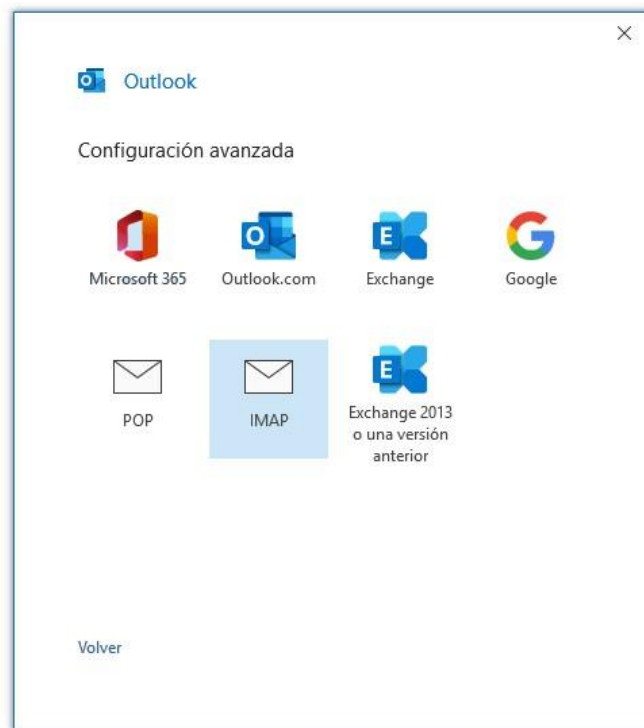 Outlook
Configuración avanzada
Microsoft 365
Outlook.com
Exchange
Google
POP
IMAP
Exchange 2013
o una versión
anterior
Volver